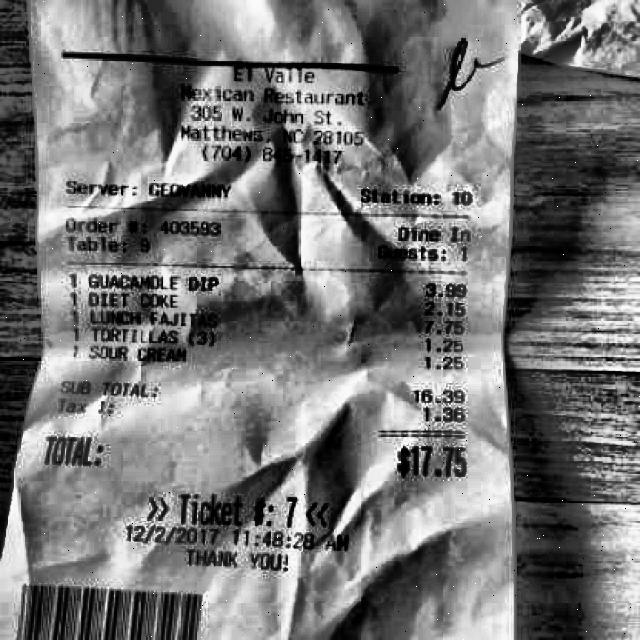 El Valle
Mexican Restaurant
305 W. John St.
Matthews, NC 28105
(704)
Server: GEOVANNY
Station: 10
Order #: 403593
Dine In
Table: 9
Guests: 1
1 GUACAMOLE DIP 3.99
1 DIET COKE 2.15
1 LUNCH FAJITAS 7.75
1 TORTILLAS (3) 1.25
1 SOUR CREAM 1.25
SUB TOTAL: 16.39
Tax 1: 1.36
TOTAL: $17.75
>> Ticket #: 7 <<
12/2/2017 11:48:28 AM
THANK YOU!